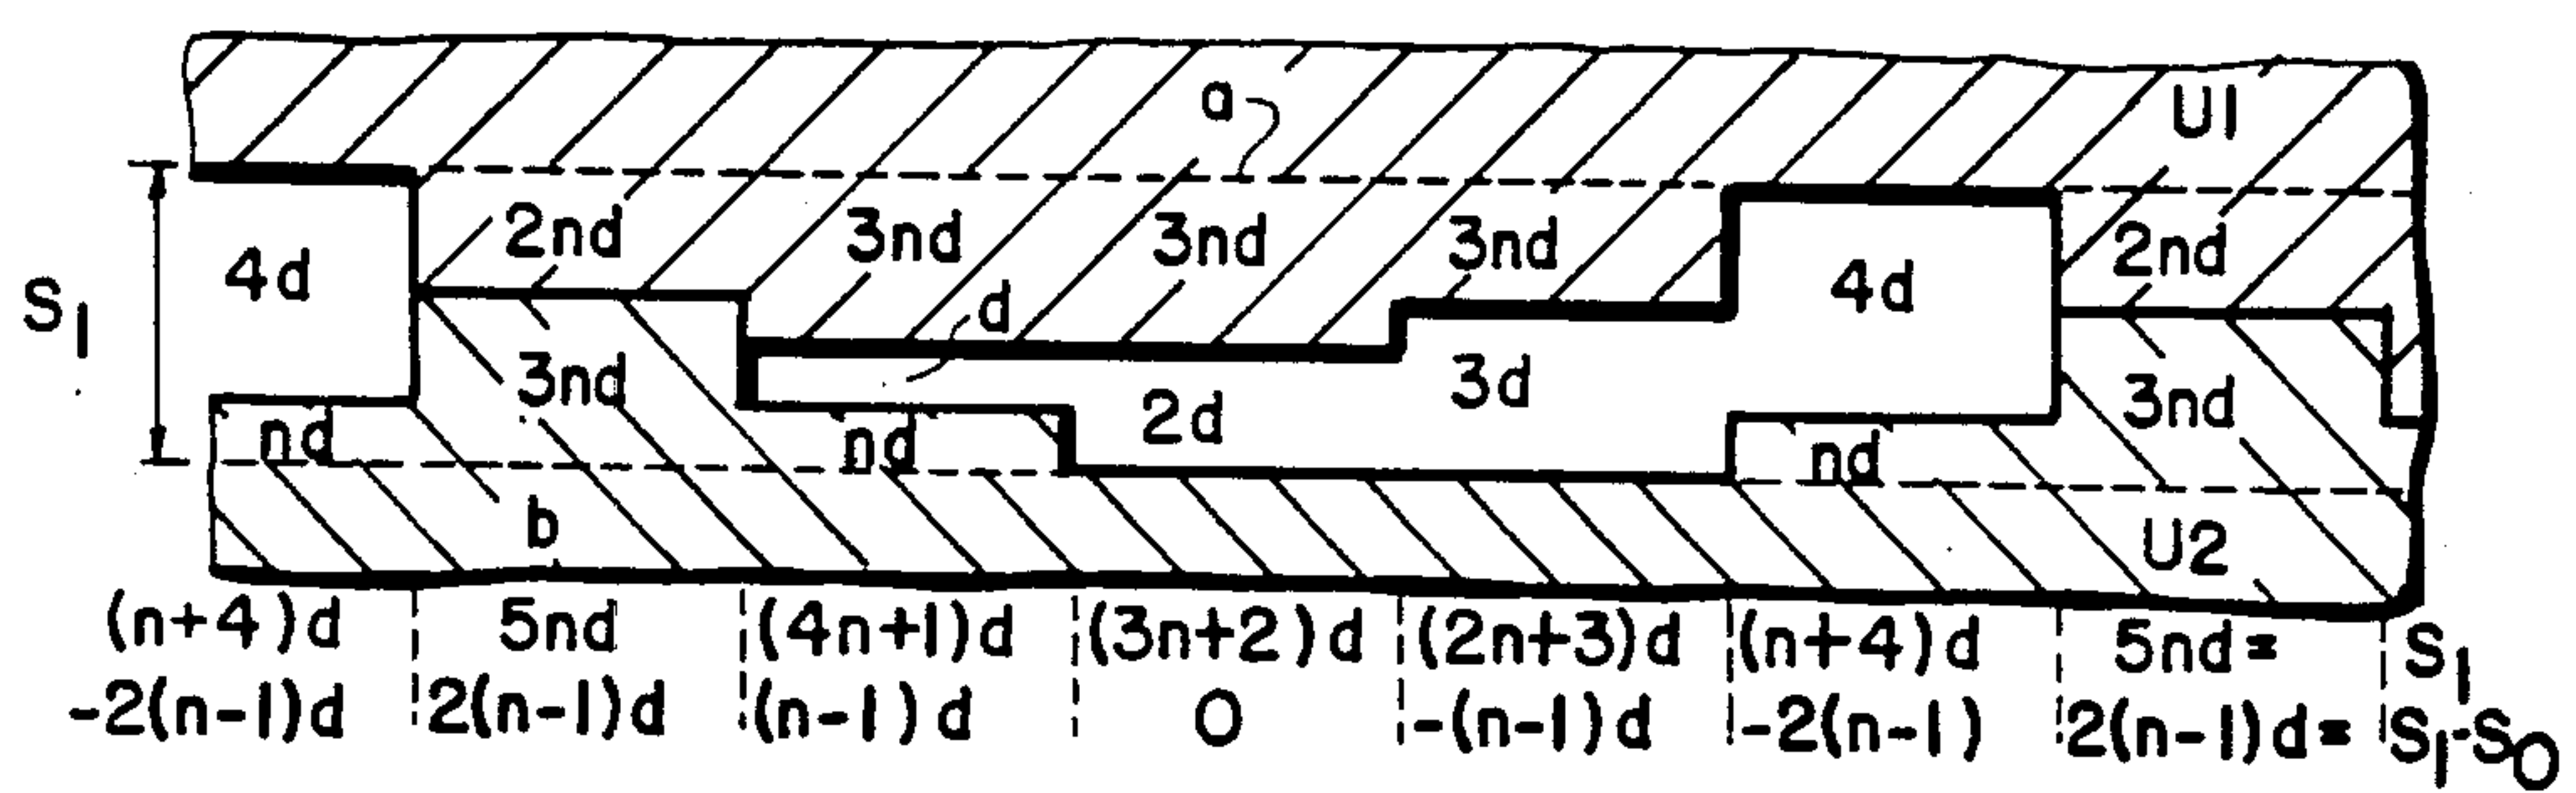 a
U1
2nd 3nd 3nd 3nd 2nd
4d 4d
S1
d
3nd 2d 3d 3nd
nd nd nd
b U2
(n+4)d 5nd (4n+1)d (3n+2)d (2n+3)d (n+4)d 5nd= S1
-2(n-1)d 2(n-1)d (n-1)d 0 -(n-1)d -2(n-1) 2(n-1)d= S1-S0